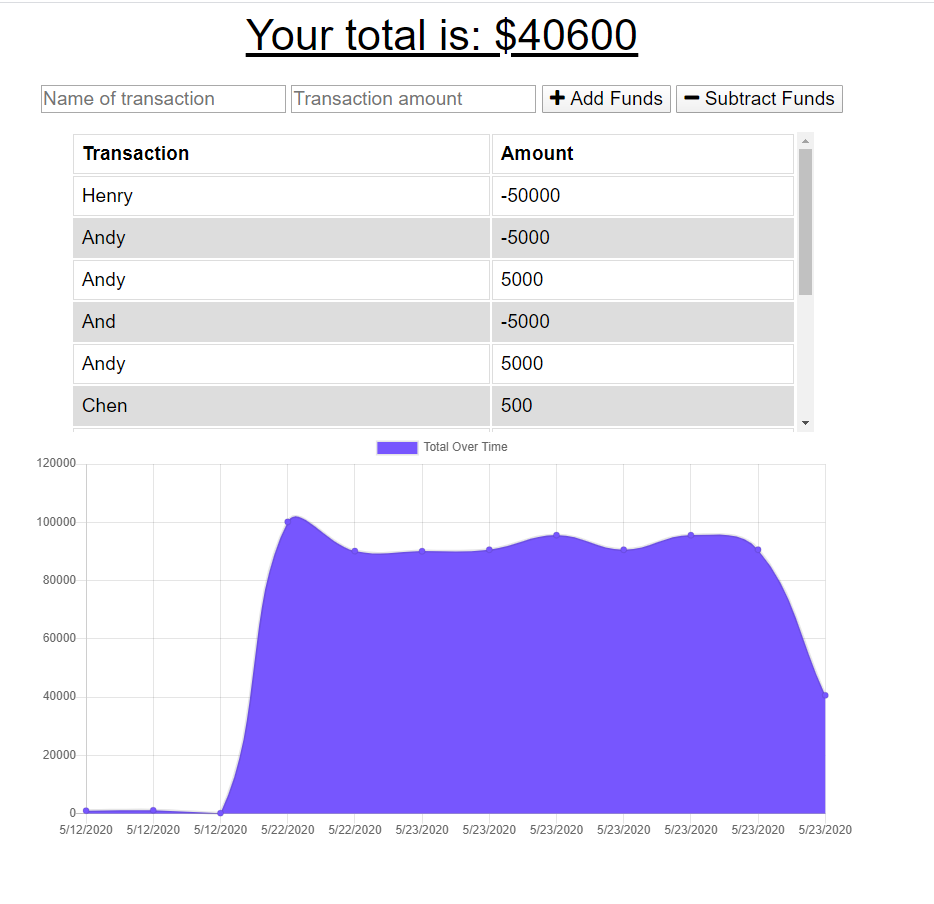 Your total is: $40600
Name of transaction Transaction amount + Add Funds − Subtract Funds
Transaction Amount
Henry -50000
Andy -5000
Andy 5000
And -5000
Andy 5000
Chen 500
Total Over Time
120000
100000
80000
60000
40000
20000
0
5/12/2020 5/12/2020 5/12/2020 5/22/2020 5/22/2020 5/23/2020 5/23/2020 5/23/2020 5/23/2020 5/23/2020 5/23/2020 5/23/2020